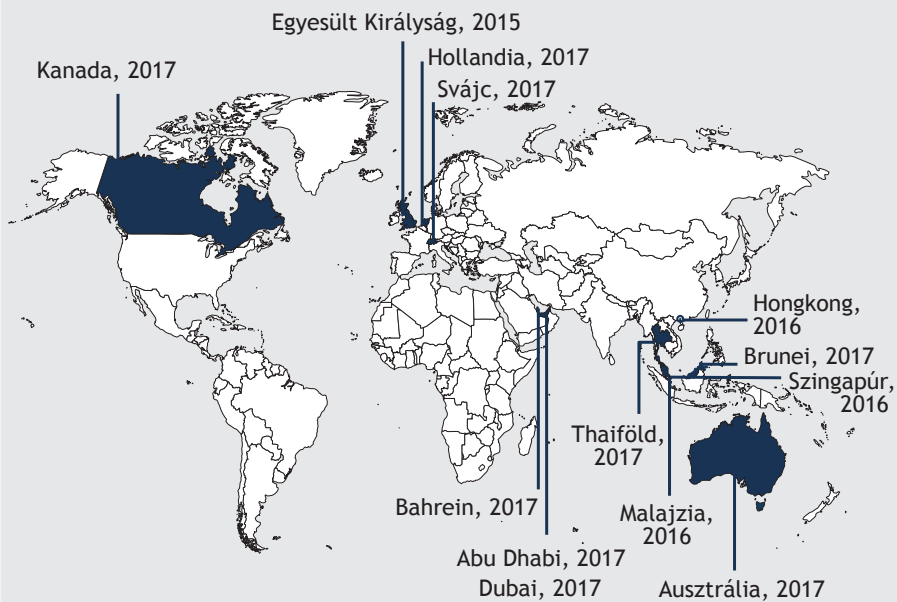 Egyesült Királyság, 2015
Hollandia, 2017
Kanada, 2017
Svájc, 2017
Hongkong,
2016
Brunei, 2017
Szingapúr,
2016
Thaiföld,
2017
Bahrein, 2017
Malajzia,
2016
Abu Dhabi, 2017
Dubai, 2017
Ausztrália, 2017